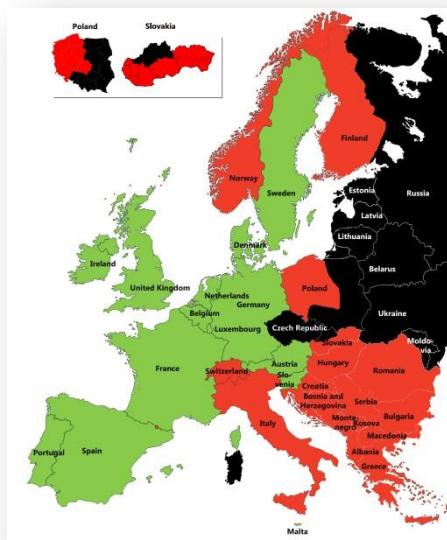 Poland
Slovakia
Finland
Norway
Sweden
Estonia
Russia
Latvia
Lithuania
Denmark
Ireland
Belarus
United Kingdom
Netherlands
Germany
Poland
Belgium
Luxembourg
Czech Republic
Ukraine
Slovakia
Moldo-
via
France
Austria
Hungary
Switzerland
Slo-
venia
Romania
Croatia
Bosnia and
Herzegovina
Serbia
Italy
Monte-
negro
Kosova
Bulgaria
Macedonia
Portugal
Spain
Albania
Greece
Malta